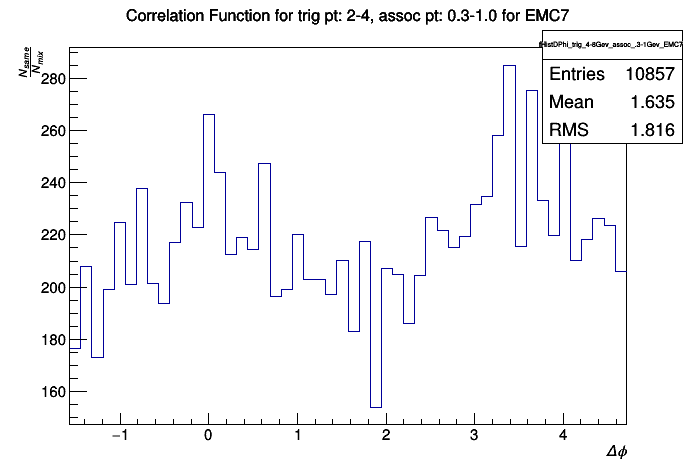 Correlation Function for trig pt: 2-4, assoc pt: 0.3-1.0 for EMC7
fHistDPhi_trig_4-8Gev_assoc_.3-1Gev_EMC7
Entries 10857
Mean 1.635
RMS 1.816
N_same
N_mix
280
260
240
220
200
180
160
−1 0 1 2 3 4
Δϕ